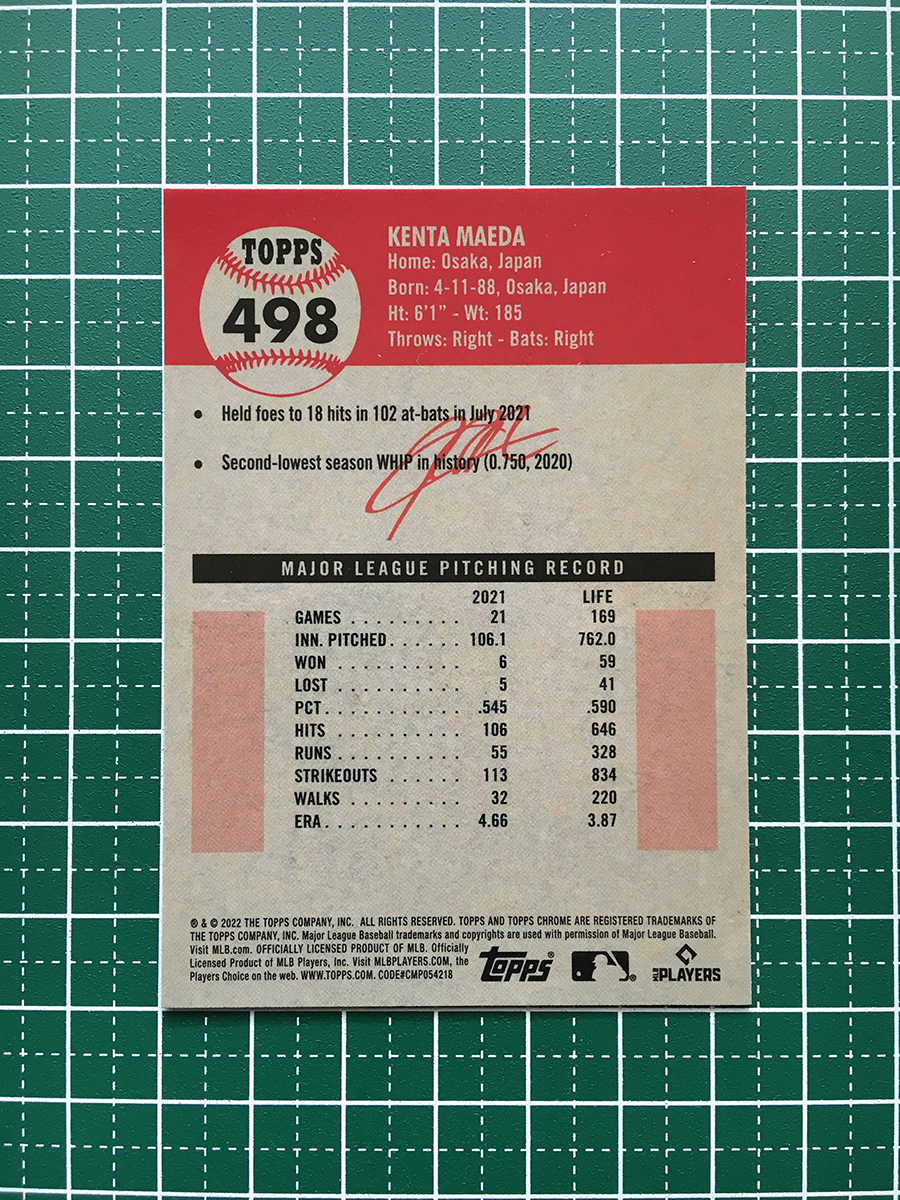 TOPPS
498
KENTA MAEDA
Home: Osaka, Japan
Born: 4-11-88, Osaka, Japan
Ht: 6'1" - Wt: 185
Throws: Right - Bats: Right
• Held foes to 18 hits in 102 at-bats in July 2021
• Second-lowest season WHIP in history (0.750, 2020)
MAJOR LEAGUE PITCHING RECORD
2021 LIFE
GAMES . . . . . . . . . . 21 169
INN. PITCHED . . . . . . 106.1 762.0
WON . . . . . . . . . . . 6 59
LOST . . . . . . . . . . . 5 41
PCT. . . . . . . . . . . . .545 .590
HITS . . . . . . . . . . . 106 646
RUNS . . . . . . . . . . . 55 328
STRIKEOUTS . . . . . . 113 834
WALKS . . . . . . . . . . 32 220
ERA. . . . . . . . . . . . 4.66 3.87
® & © 2022 THE TOPPS COMPANY, INC. ALL RIGHTS RESERVED. TOPPS AND TOPPS CHROME ARE REGISTERED TRADEMARKS OF
THE TOPPS COMPANY, INC. Major League Baseball trademarks and copyrights are used with permission of Major League Baseball.
Visit MLB.com. OFFICIALLY LICENSED PRODUCT OF MLB. Officially
Licensed Product of MLB Players, Inc. Visit MLBPLAYERS.COM, the
Players Choice on the web. WWW.TOPPS.COM. CODE#CMP054218
Topps® ® MLB PLAYERS